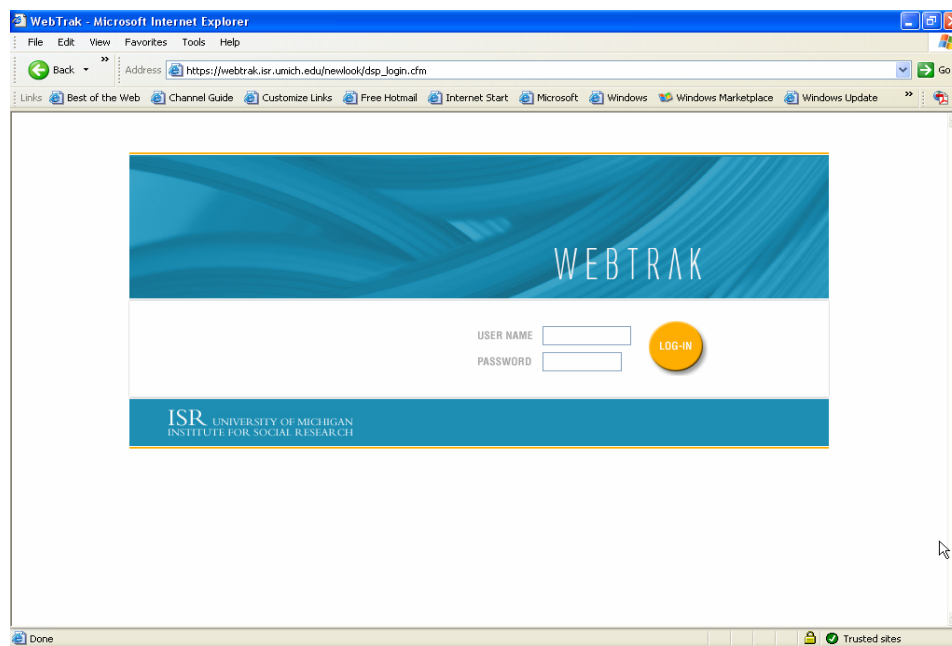 WebTrak - Microsoft Internet Explorer
File Edit View Favorites Tools Help
Back » Address https://webtrak.isr.umich.edu/newlook/dsp_login.cfm Go
Links Best of the Web Channel Guide Customize Links Free Hotmail Internet Start Microsoft Windows Windows Marketplace Windows Update »
WEBTRAK
USER NAME
LOG-IN
PASSWORD
ISR UNIVERSITY OF MICHIGAN
INSTITUTE FOR SOCIAL RESEARCH
Done Trusted sites